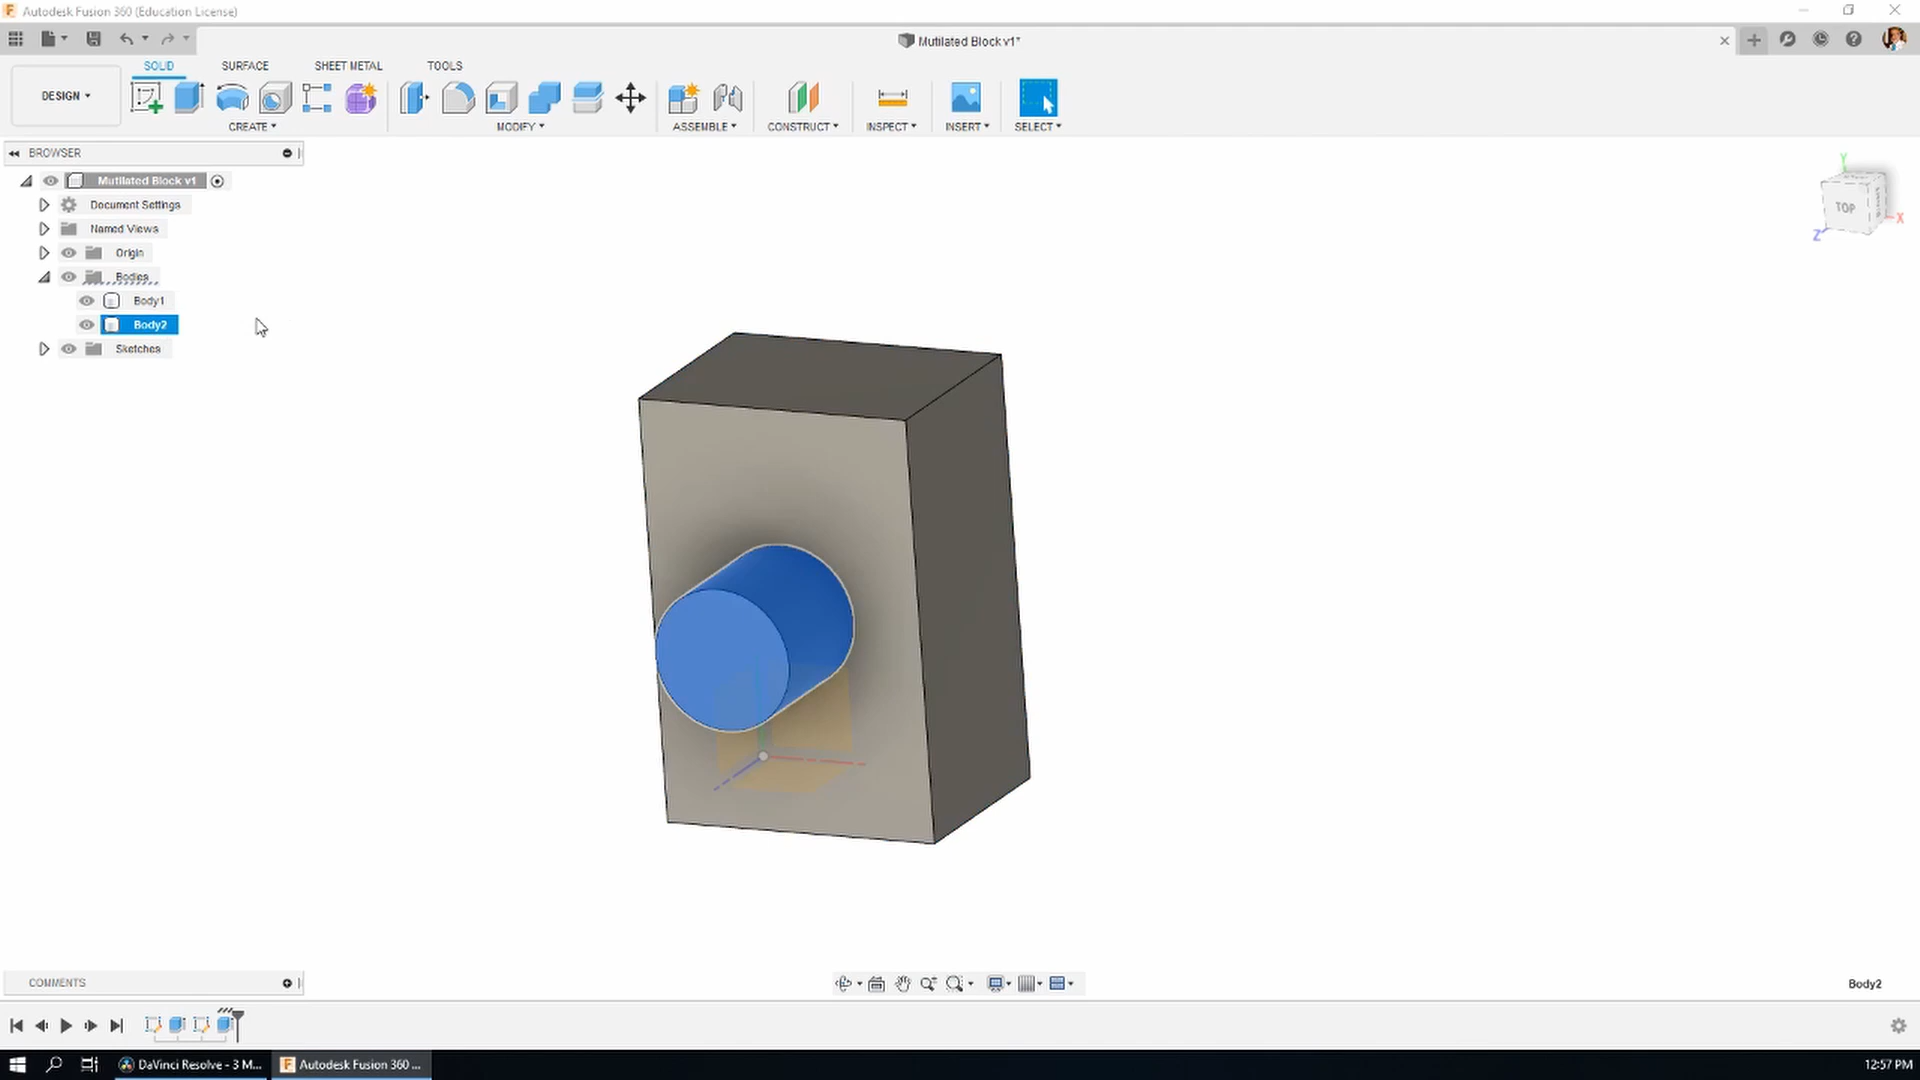 Autodesk Fusion 360 (Education License)
Mutilated Block v1*
SOLID SURFACE SHEET METAL TOOLS
DESIGN
CREATE MODIFY ASSEMBLE CONSTRUCT INSPECT INSERT SELECT
BROWSER
Mutilated Block v1
Document Settings
Named Views
Origin
Bodies
Body1
Body2
Sketches
Y
TOP
X
Z
COMMENTS
Body2
DaVinci Resolve - 3 M...
Autodesk Fusion 360 ...
12:57 PM